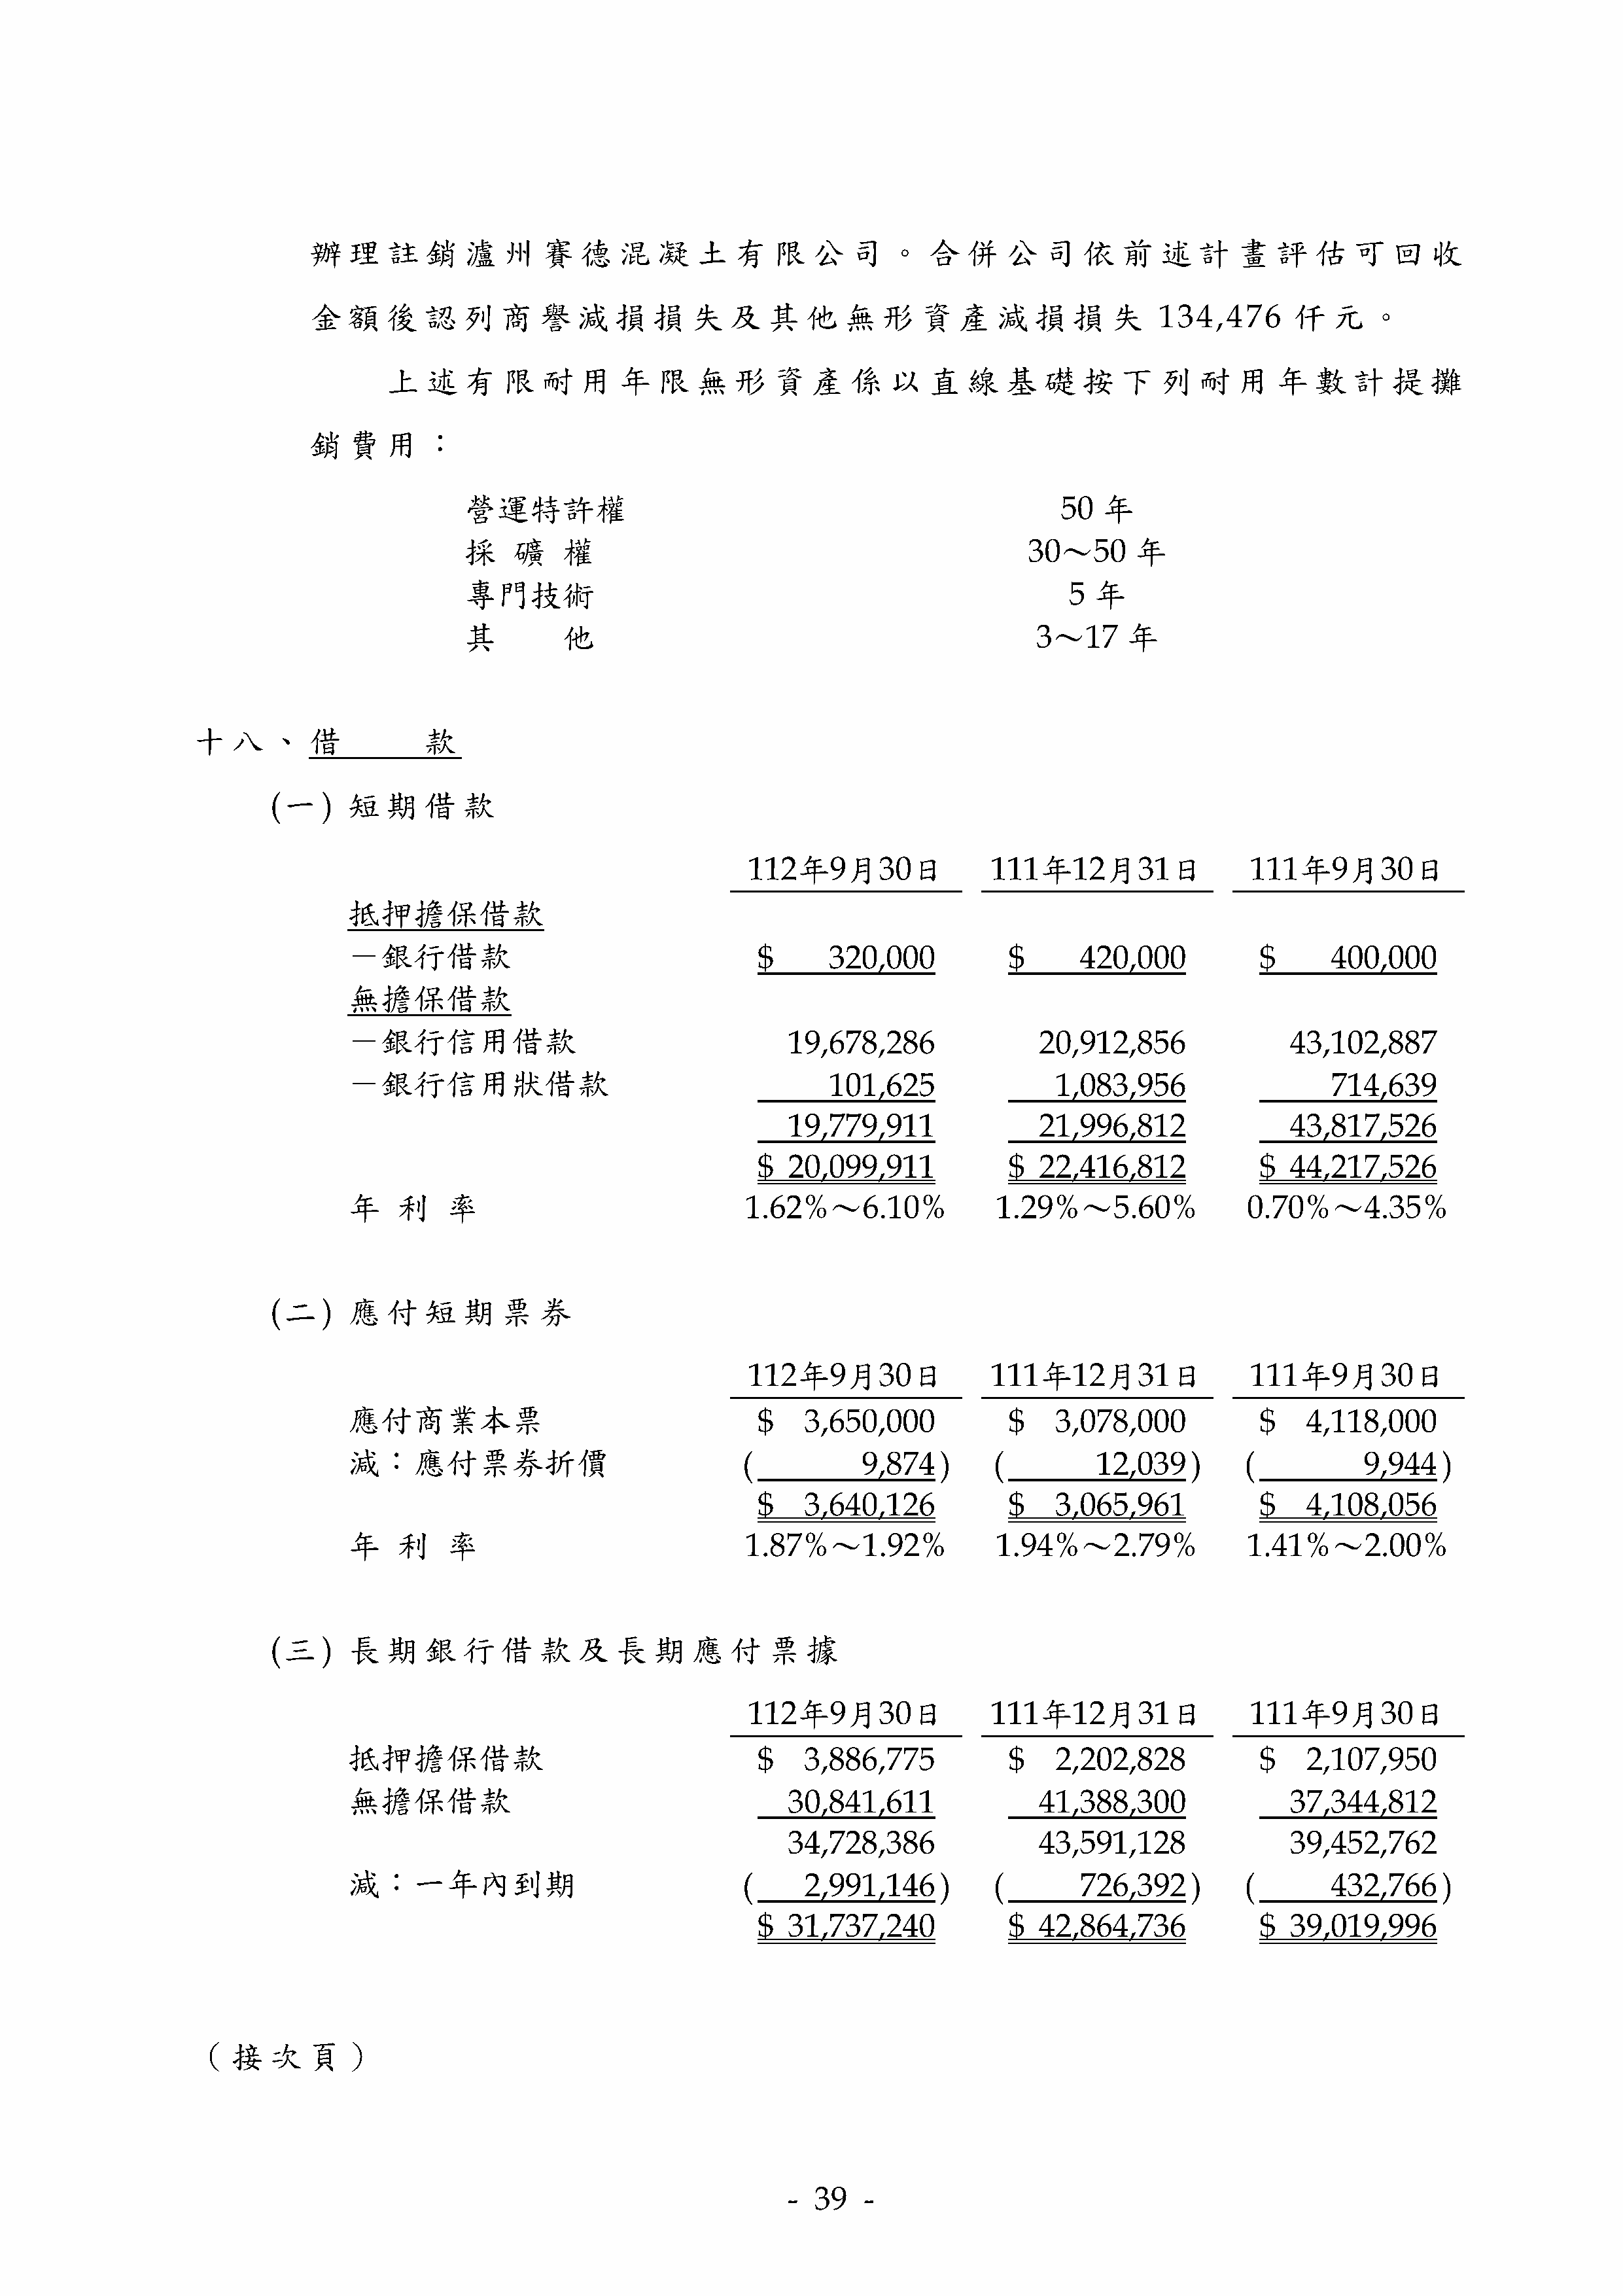 辦理註銷瀘州賽德混凝土有限公司。合併公司依前述計畫評估可回收
金額後認列商譽減損損失及其他無形資產減損損失 134,476 仟元。
上述有限耐用年限無形資產係以直線基礎按下列耐用年數計提攤
銷費用：
營運特許權 50 年
採 礦 權 30～50 年
專門技術 5 年
其 他 3～17 年
十八、借 款
(一) 短期借款
112年9月30日 111年12月31日 111年9月30日
抵押擔保借款
－銀行借款 $ 320,000 $ 420,000 $ 400,000
無擔保借款
－銀行信用借款 19,678,286 20,912,856 43,102,887
－銀行信用狀借款 101,625 1,083,956 714,639
19,779,911 21,996,812 43,817,526
$ 20,099,911 $ 22,416,812 $ 44,217,526
年 利 率 1.62%～6.10% 1.29%～5.60% 0.70%～4.35%
(二) 應付短期票券
112年9月30日 111年12月31日 111年9月30日
應付商業本票 $ 3,650,000 $ 3,078,000 $ 4,118,000
減：應付票券折價 ( 9,874) ( 12,039) ( 9,944)
$ 3,640,126 $ 3,065,961 $ 4,108,056
年 利 率 1.87%～1.92% 1.94%～2.79% 1.41%～2.00%
(三) 長期銀行借款及長期應付票據
112年9月30日 111年12月31日 111年9月30日
抵押擔保借款 $ 3,886,775 $ 2,202,828 $ 2,107,950
無擔保借款 30,841,611 41,388,300 37,344,812
34,728,386 43,591,128 39,452,762
減：一年內到期 ( 2,991,146) ( 726,392) ( 432,766)
$ 31,737,240 $ 42,864,736 $ 39,019,996
（接次頁）
- 39 -